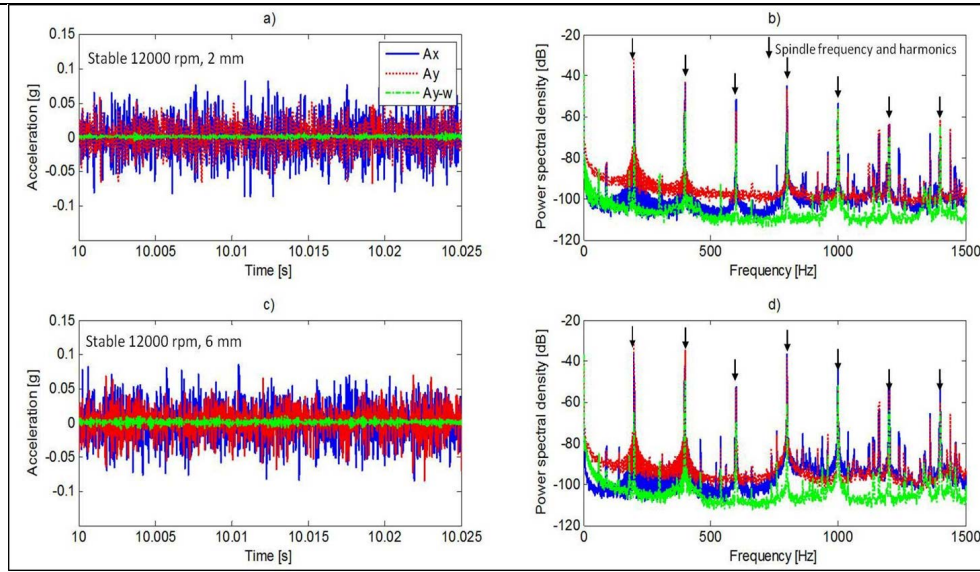 a)
Stable 12000 rpm, 2 mm
Ax
Ay
Ay-w
0.15
0.1
0.05
0
-0.05
-0.1
10
10.005
10.01
10.015
10.02
10.025
Acceleration [g]
Time [s]
b)
Spindle frequency and harmonics
-20
-40
-60
-80
-100
-120
0
500
1000
1500
Power spectral density [dB]
Frequency [Hz]
c)
Stable 12000 rpm, 6 mm
0.15
0.1
0.05
0
-0.05
-0.1
10
10.005
10.01
10.015
10.02
10.025
Acceleration [g]
Time [s]
d)
-20
-40
-60
-80
-100
-120
0
500
1000
1500
Power spectral density [dB]
Frequency [Hz]